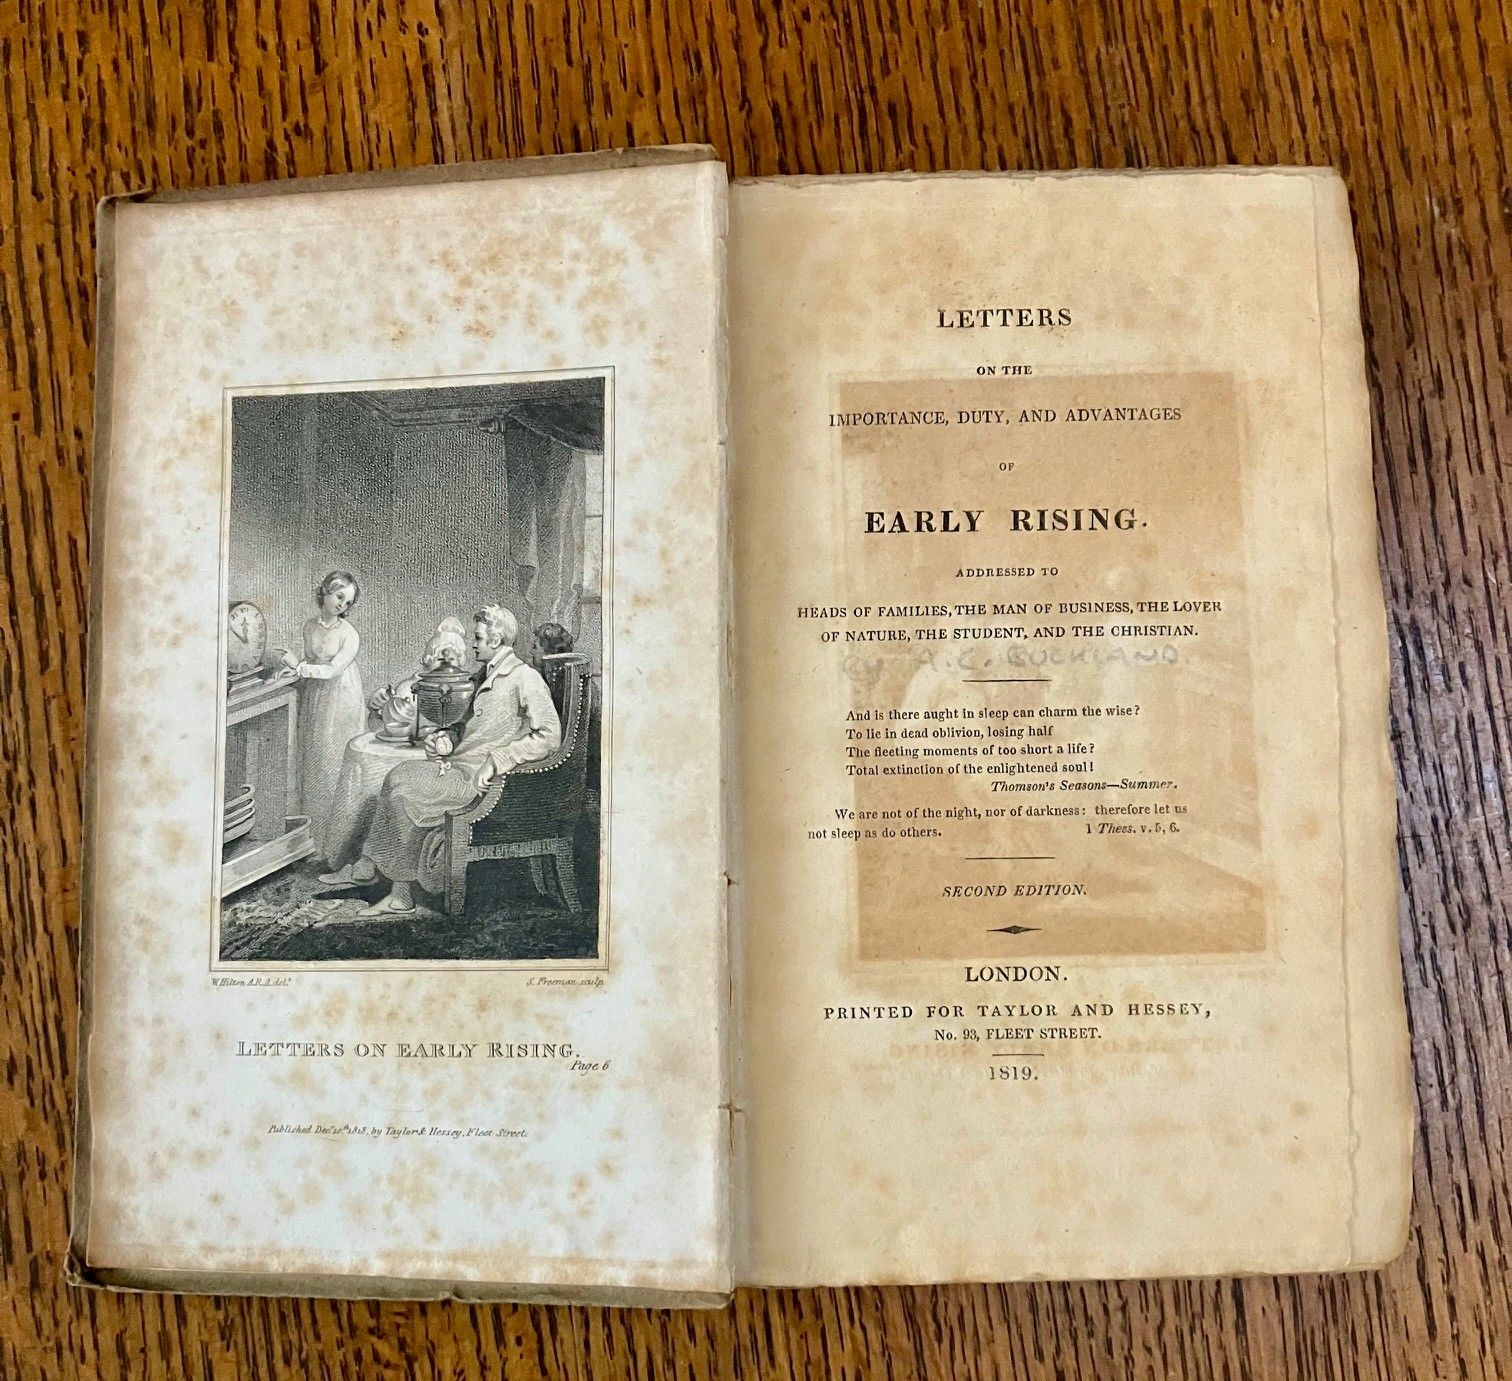 W. Hilton A.R.A. del.t
S. Freeman sculp.
LETTERS ON EARLY RISING.
Page 6
Published Dec.r 10.th 1818, by Taylor & Hessey, Fleet Street.
LETTERS
ON THE
IMPORTANCE, DUTY, AND ADVANTAGES
OF
EARLY RISING.
ADDRESSED TO
HEADS OF FAMILIES, THE MAN OF BUSINESS, THE LOVER
OF NATURE, THE STUDENT, AND THE CHRISTIAN.
By A. C. BUCKLAND.
And is there aught in sleep can charm the wise?
To lie in dead oblivion, losing half
The fleeting moments of too short a life?
Total extinction of the enlightened soul!
Thomson's Seasons—Summer.
We are not of the night, nor of darkness: therefore let us
not sleep as do others. 1 Thess. v. 5, 6.
SECOND EDITION.
LONDON.
PRINTED FOR TAYLOR AND HESSEY,
No. 93, FLEET STREET.
1819.